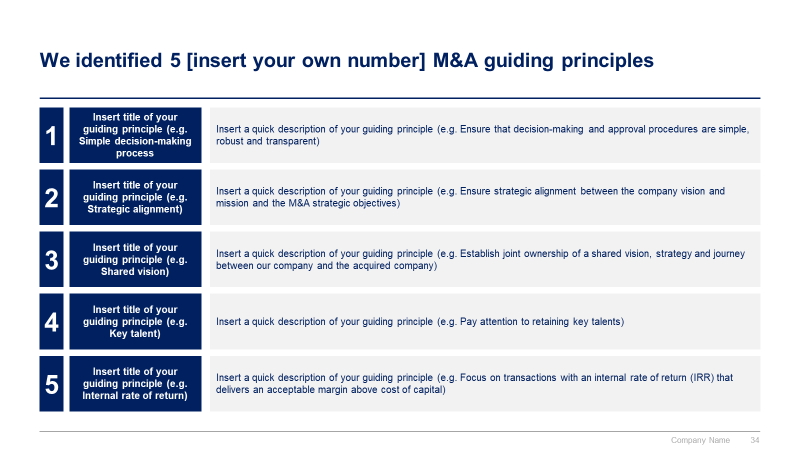 We identified 5 [insert your own number] M&A guiding principles
1
Insert title of your
guiding principle (e.g.
Simple decision-making
process
Insert a quick description of your guiding principle (e.g. Ensure that decision-making and approval procedures are simple,
robust and transparent)
2
Insert title of your
guiding principle (e.g.
Strategic alignment)
Insert a quick description of your guiding principle (e.g. Ensure strategic alignment between the company vision and
mission and the M&A strategic objectives)
3
Insert title of your
guiding principle (e.g.
Shared vision)
Insert a quick description of your guiding principle (e.g. Establish joint ownership of a shared vision, strategy and journey
between our company and the acquired company)
4
Insert title of your
guiding principle (e.g.
Key talent)
Insert a quick description of your guiding principle (e.g. Pay attention to retaining key talents)
5
Insert title of your
guiding principle (e.g.
Internal rate of return)
Insert a quick description of your guiding principle (e.g. Focus on transactions with an internal rate of return (IRR) that
delivers an acceptable margin above cost of capital)
Company Name 34